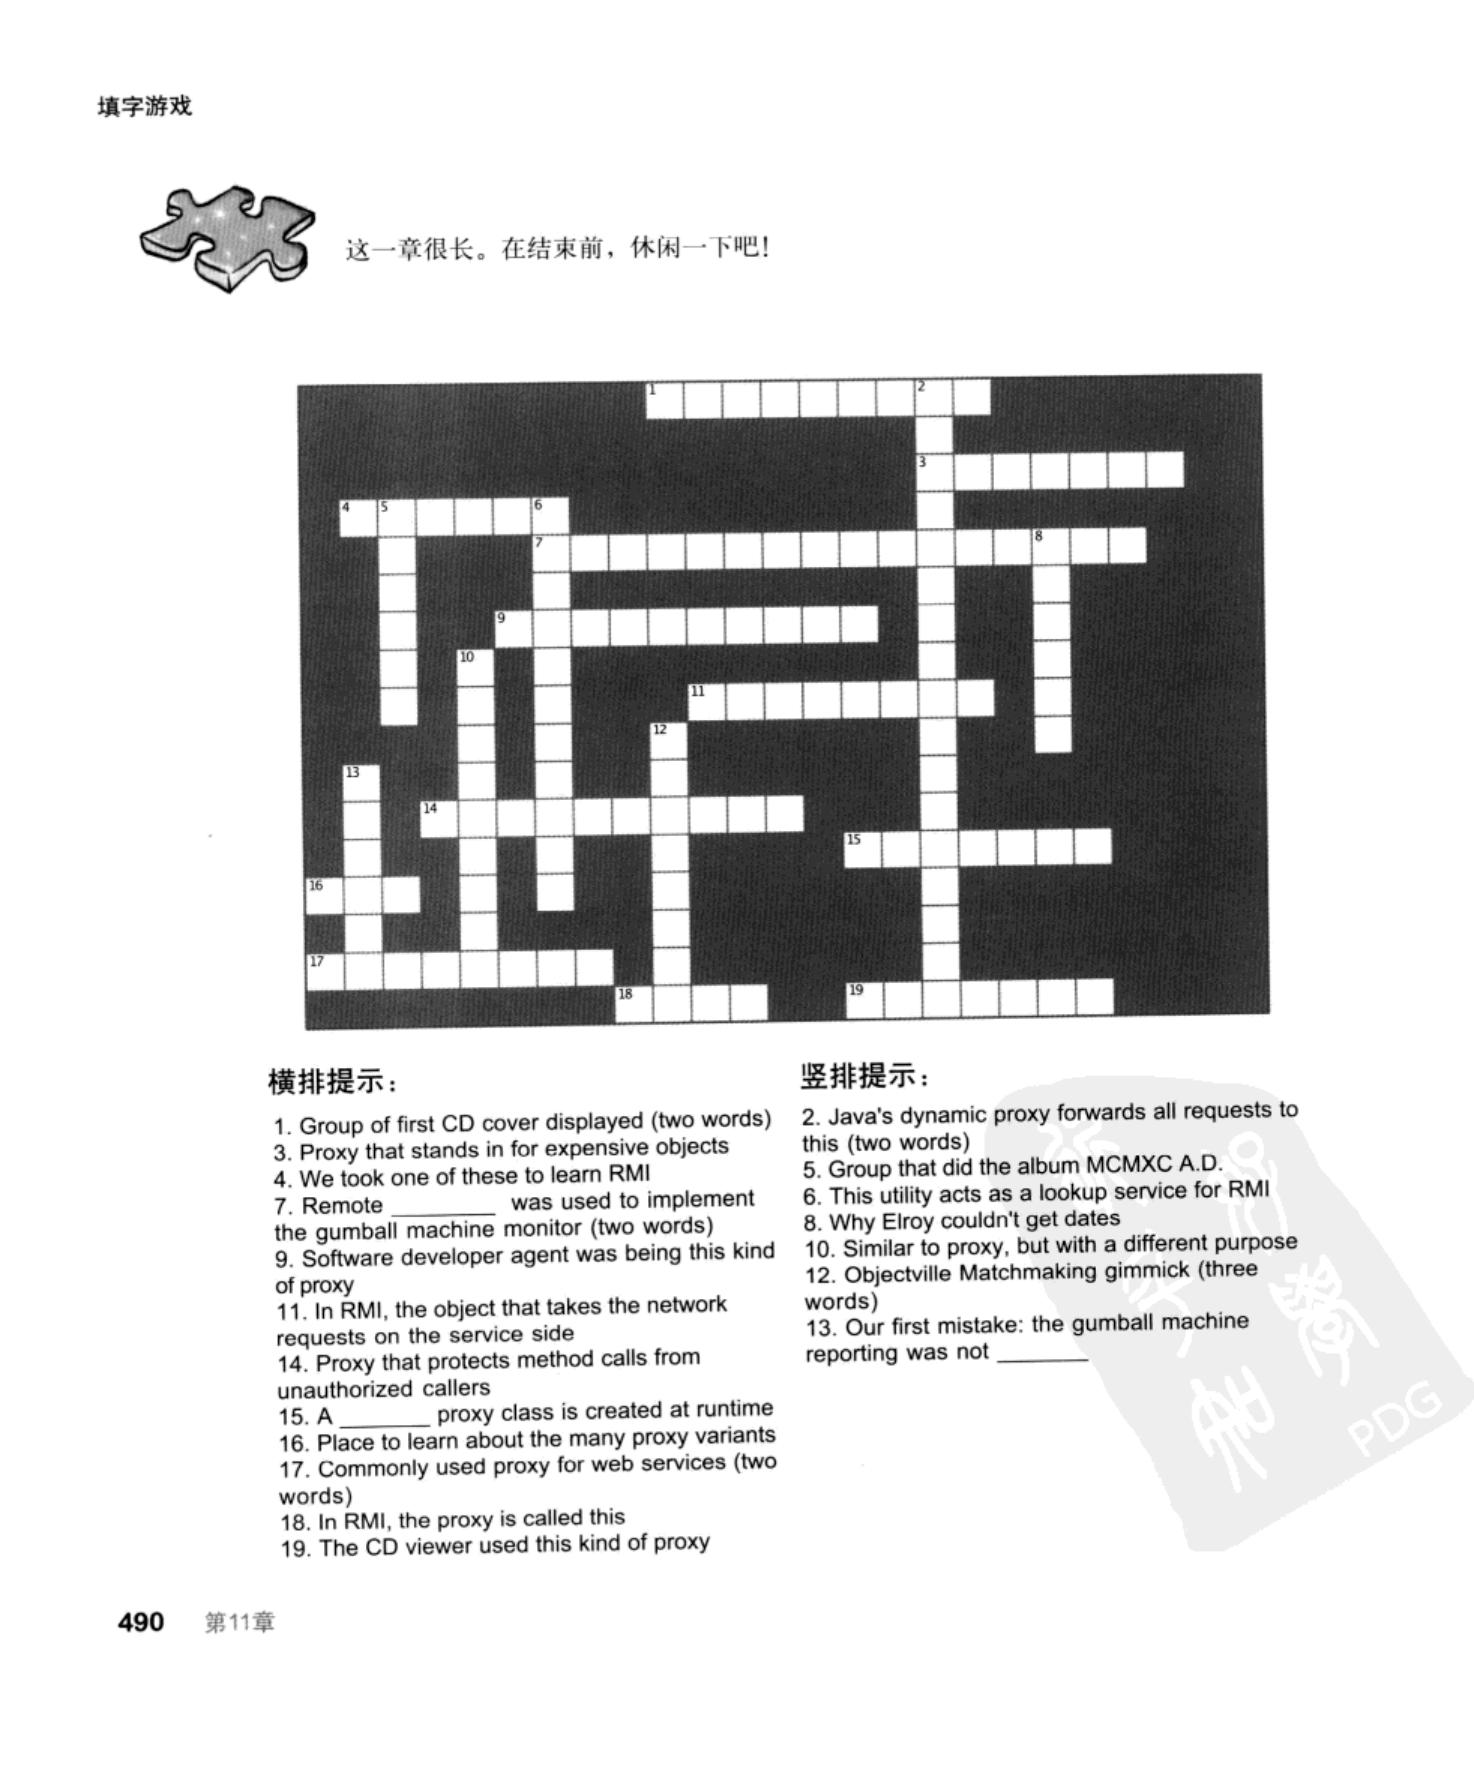 填字游戏
这一章很长。在结束前，休闲一下吧！
1
2
3
4
5
6
7
8
9
10
11
12
13
14
15
16
17
18
19
横排提示：
1. Group of first CD cover displayed (two words)
3. Proxy that stands in for expensive objects
4. We took one of these to learn RMI
7. Remote _________ was used to implement
the gumball machine monitor (two words)
9. Software developer agent was being this kind
of proxy
11. In RMI, the object that takes the network
requests on the service side
14. Proxy that protects method calls from
unauthorized callers
15. A ________ proxy class is created at runtime
16. Place to learn about the many proxy variants
17. Commonly used proxy for web services (two
words)
18. In RMI, the proxy is called this
19. The CD viewer used this kind of proxy
竖排提示：
2. Java's dynamic proxy forwards all requests to
this (two words)
5. Group that did the album MCMXC A.D.
6. This utility acts as a lookup service for RMI
8. Why Elroy couldn't get dates
10. Similar to proxy, but with a different purpose
12. Objectville Matchmaking gimmick (three
words)
13. Our first mistake: the gumball machine
reporting was not ________
PDG
490 第11章